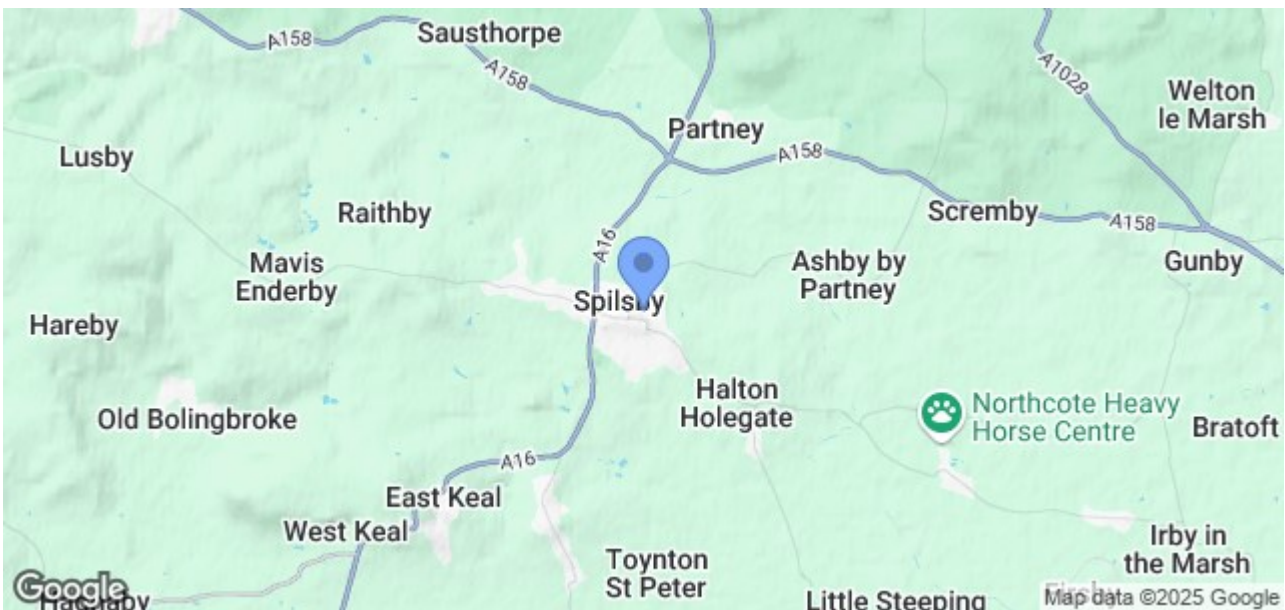 A158
Sausthorpe
A158
A1028
Welton
le Marsh
Partney
A158
Lusby
Raithby
Scremby
A158
A16
Mavis
Enderby
Ashby by
Partney
Gunby
Spilsby
Hareby
Halton
Holegate
Northcote Heavy
Horse Centre
Old Bolingbroke
Bratoft
A16
East Keal
West Keal
Irby in
the Marsh
Toynton
St Peter
Google
Little Steeping
Map data ©2025 Google